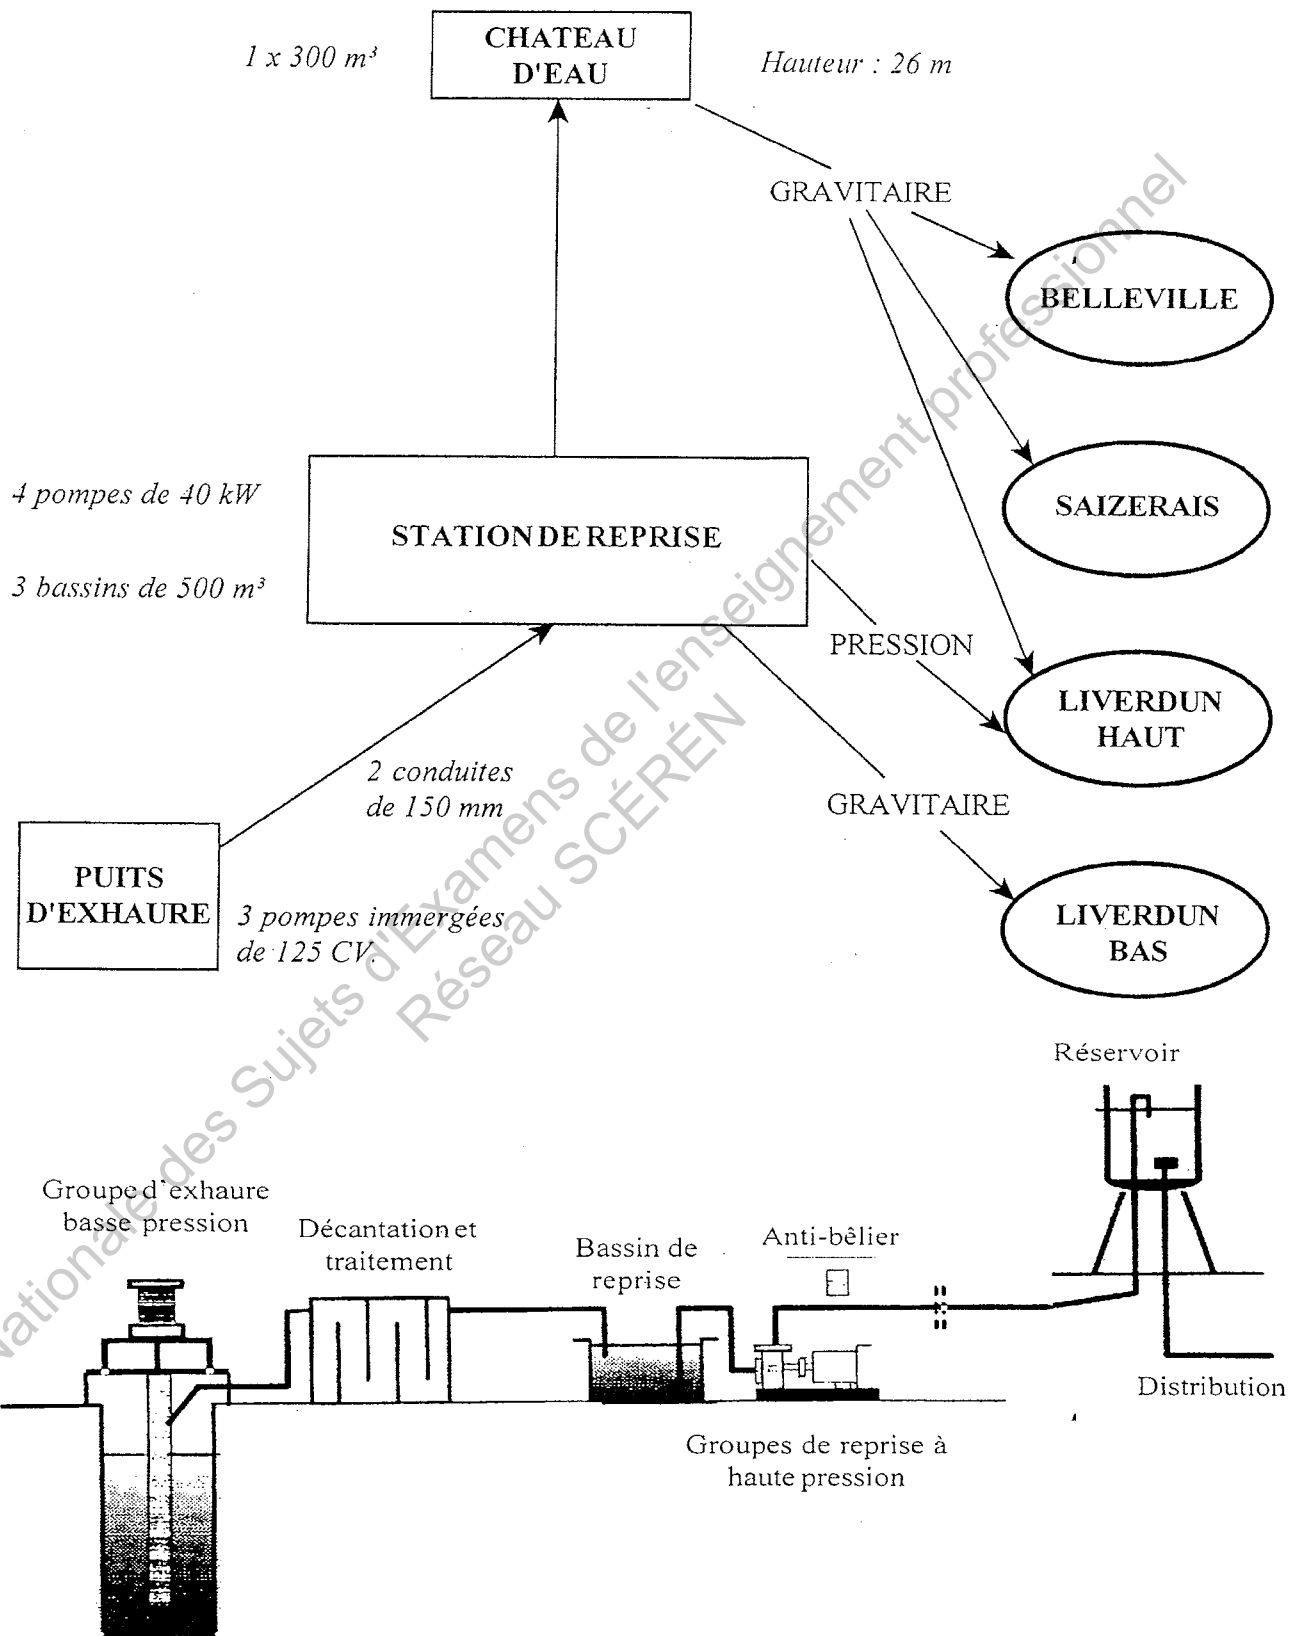 1 x 300 m³
CHATEAU
D'EAU
Hauteur : 26 m
GRAVITAIRE
BELLEVILLE
4 pompes de 40 kW
3 bassins de 500 m³
STATION DE REPRISE
SAIZERAIS
PRESSION
LIVERDUN
HAUT
2 conduites
de 150 mm
GRAVITAIRE
PUITS
D'EXHAURE
3 pompes immergées
de 125 CV.
LIVERDUN
BAS
Réservoir
Groupe d'exhaure
basse pression
Décantation et
traitement
Bassin de
reprise
Anti-bêlier
Distribution
Groupes de reprise à
haute pression
Nationale des Sujets d'Examens de l'enseignement professionnel
Réseau SCÉRÉN